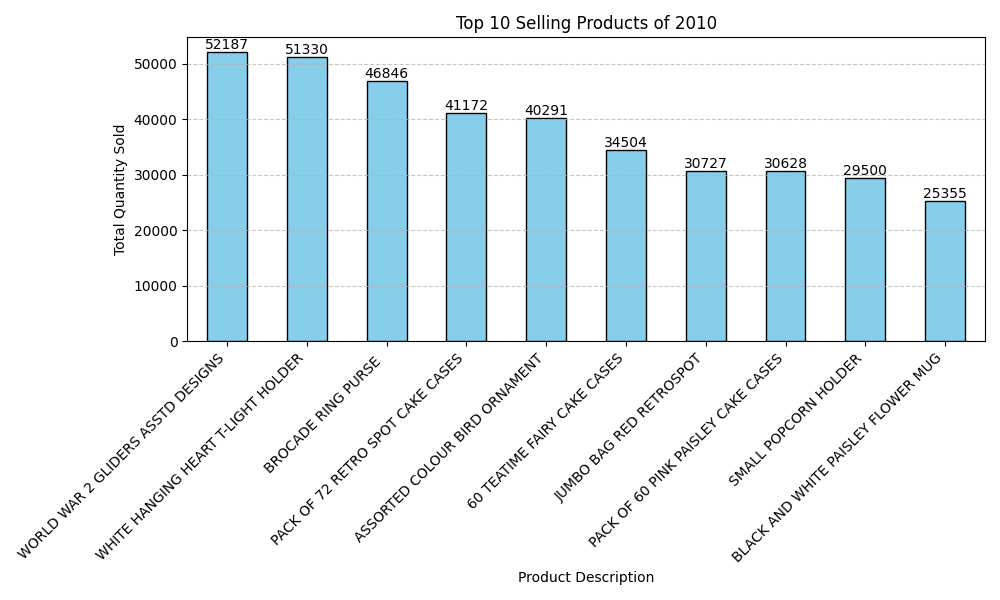 Top 10 Selling Products of 2010
52187
51330
46846
41172
40291
34504
30727
30628
29500
25355
Total Quantity Sold
50000
40000
30000
20000
10000
0
WORLD WAR 2 GLIDERS ASSTD DESIGNS
WHITE HANGING HEART T-LIGHT HOLDER
BROCADE RING PURSE
PACK OF 72 RETRO SPOT CAKE CASES
ASSORTED COLOUR BIRD ORNAMENT
60 TEATIME FAIRY CAKE CASES
JUMBO BAG RED RETROSPOT
PACK OF 60 PINK PAISLEY CAKE CASES
SMALL POPCORN HOLDER
BLACK AND WHITE PAISLEY FLOWER MUG
Product Description